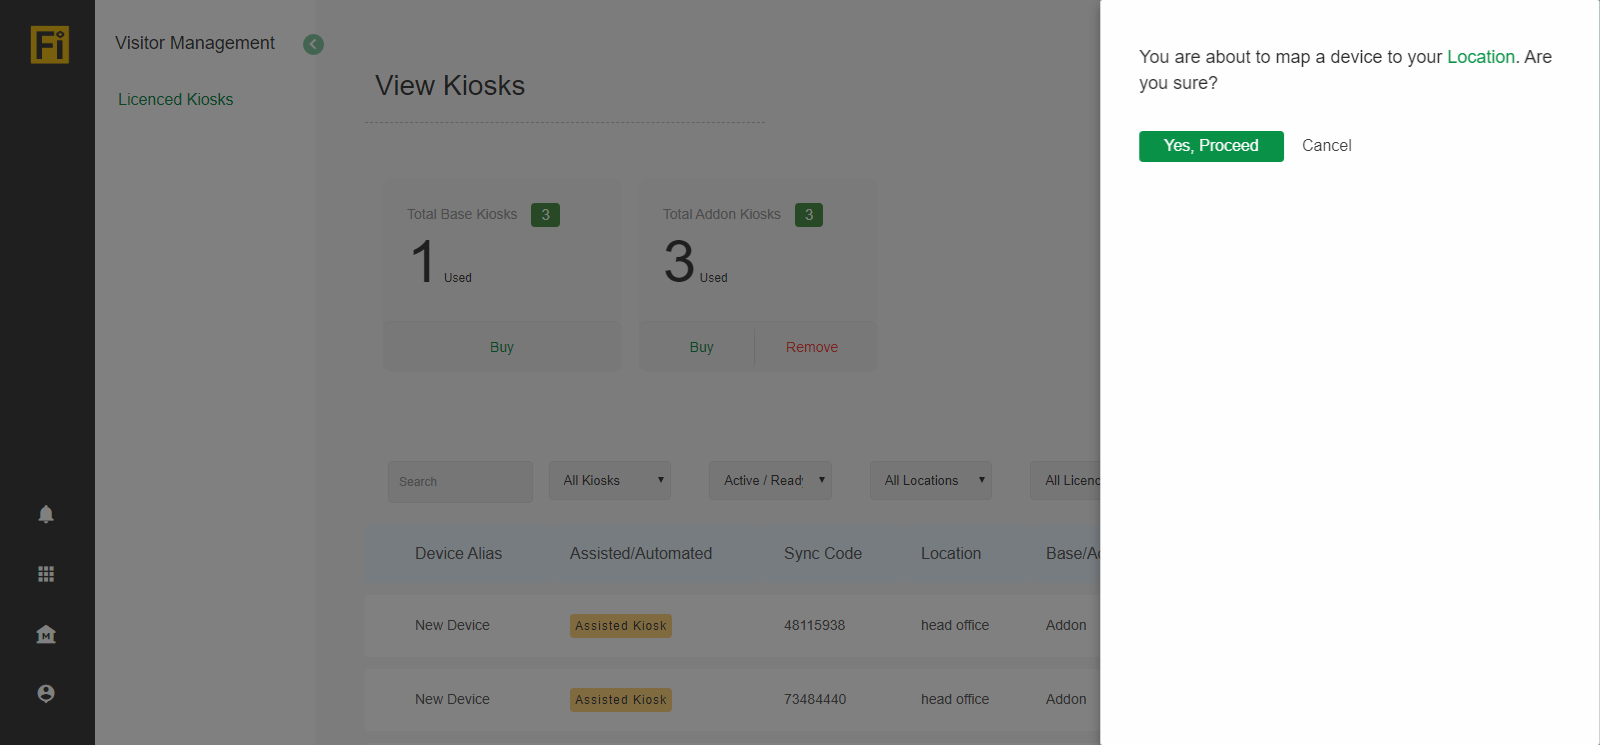 Fi
Visitor Management
Licenced Kiosks
View Kiosks
Total Base Kiosks 3
1 Used
Buy
Total Addon Kiosks 3
3 Used
Buy Remove
Search All Kiosks Active / Ready All Locations All Licenc
Device Alias Assisted/Automated Sync Code Location Base/Ad
New Device Assisted Kiosk 48115938 head office Addon
New Device Assisted Kiosk 73484440 head office Addon
You are about to map a device to your Location. Are
you sure?
Yes, Proceed Cancel
M